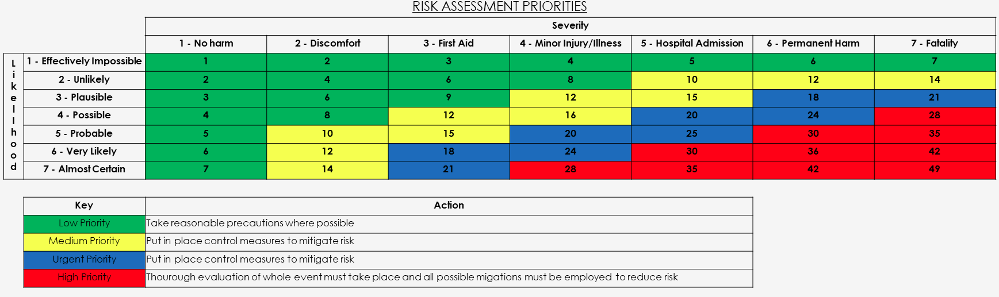 RISK ASSESSMENT PRIORITIES
Severity
1 - No harm 2 - Discomfort 3 - First Aid 4 - Minor Injury/Illness 5 - Hospital Admission 6 - Permanent Harm 7 - Fatality
Likelihood
1 - Effectively Impossible 1 2 3 4 5 6 7
2 - Unlikely 2 4 6 8 10 12 14
3 - Plausible 3 6 9 12 15 18 21
4 - Possible 4 8 12 16 20 24 28
5 - Probable 5 10 15 20 25 30 35
6 - Very Likely 6 12 18 24 30 36 42
7 - Almost Certain 7 14 21 28 35 42 49
Key Action
Low Priority Take reasonable precautions where possible
Medium Priority Put in place control measures to mitigate risk
Urgent Priority Put in place control measures to mitigate risk
High Priority Thourough evaluation of whole event must take place and all possible migations must be employed to reduce risk